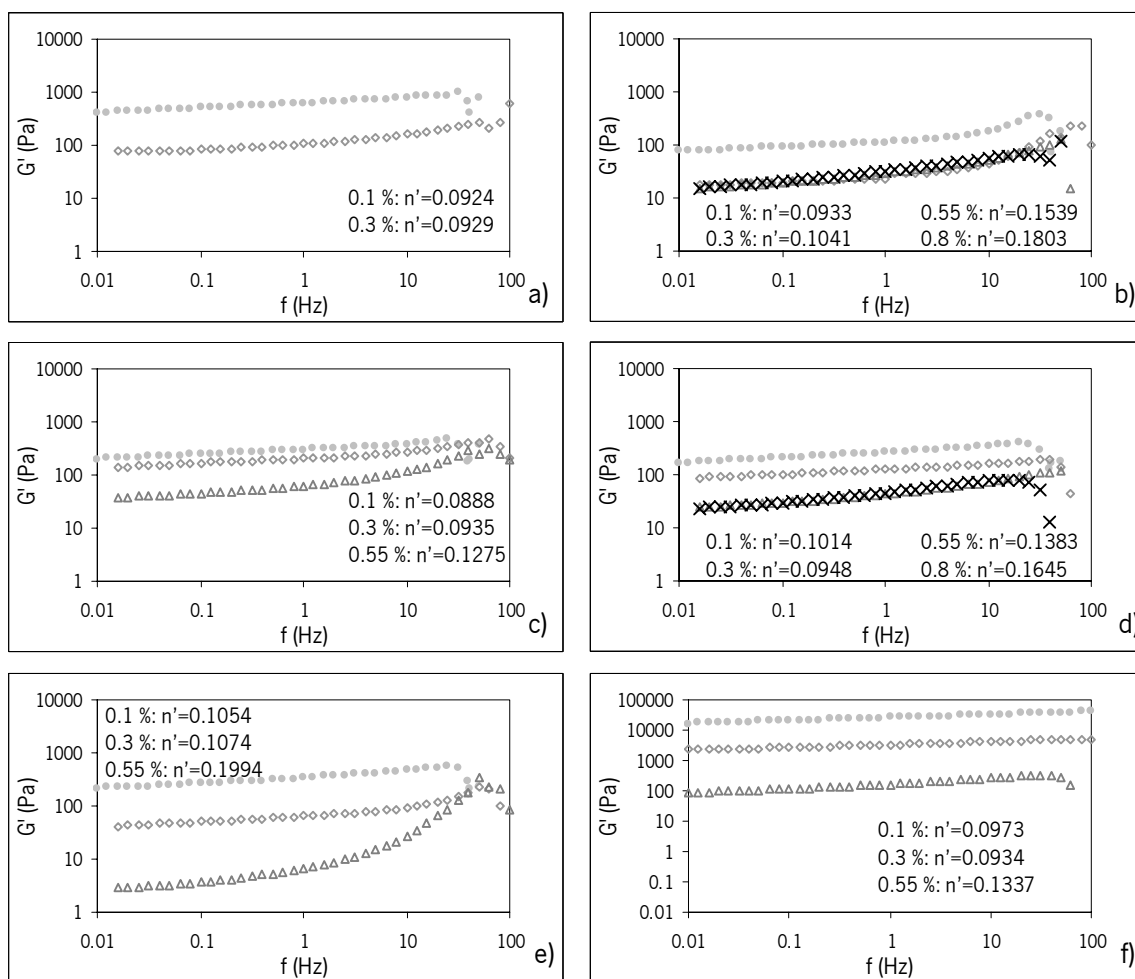 10000
1000
100
10
1
G' (Pa)
0.01 0.1 1 10 100
f (Hz)
0.1 %: n’=0.0924
0.3 %: n’=0.0929
a)
10000
1000
100
10
1
G' (Pa)
0.01 0.1 1 10 100
f (Hz)
0.1 %: n’=0.0933 0.55 %: n’=0.1539
0.3 %: n’=0.1041 0.8 %: n’=0.1803
b)
10000
1000
100
10
1
G' (Pa)
0.01 0.1 1 10 100
f (Hz)
0.1 %: n’=0.0888
0.3 %: n’=0.0935
0.55 %: n’=0.1275
c)
10000
1000
100
10
1
G' (Pa)
0.01 0.1 1 10 100
f (Hz)
0.1 %: n’=0.1014 0.55 %: n’=0.1383
0.3 %: n’=0.0948 0.8 %: n’=0.1645
d)
10000
1000
100
10
1
G' (Pa)
0.01 0.1 1 10 100
f (Hz)
0.1 %: n’=0.1054
0.3 %: n’=0.1074
0.55 %: n’=0.1994
e)
100000
10000
1000
100
10
1
0.1
0.01
G' (Pa)
0.01 0.1 1 10 100
f (Hz)
0.1 %: n’=0.0973
0.3 %: n’=0.0934
0.55 %: n’=0.1337
f)